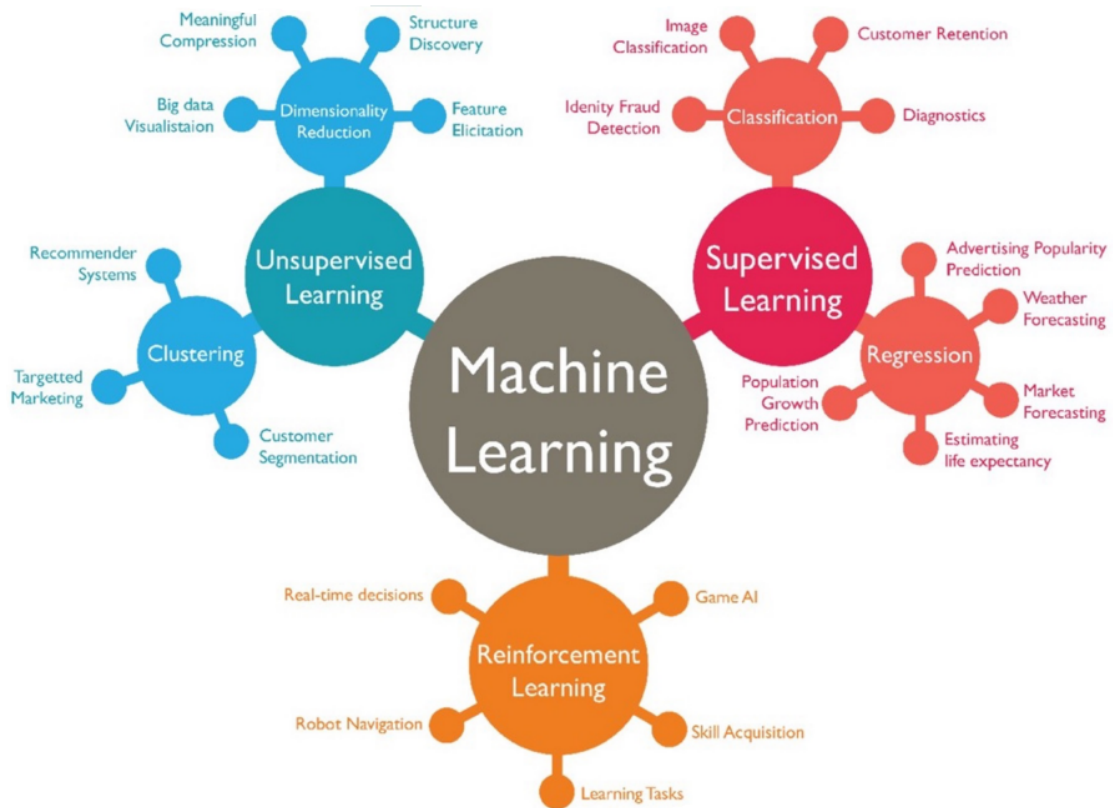 Meaningful
Compression
Structure
Discovery
Big data
Visualistaion
Dimensionality
Reduction
Feature
Elicitation
Image
Classification
Customer Retention
Idenity Fraud
Detection
Classification
Diagnostics
Recommender
Systems
Unsupervised
Learning
Clustering
Targetted
Marketing
Customer
Segmentation
Supervised
Learning
Advertising Popularity
Prediction
Weather
Forecasting
Regression
Population
Growth
Prediction
Market
Forecasting
Estimating
life expectancy
Machine
Learning
Real-time decisions
Game AI
Reinforcement
Learning
Robot Navigation
Skill Acquisition
Learning Tasks